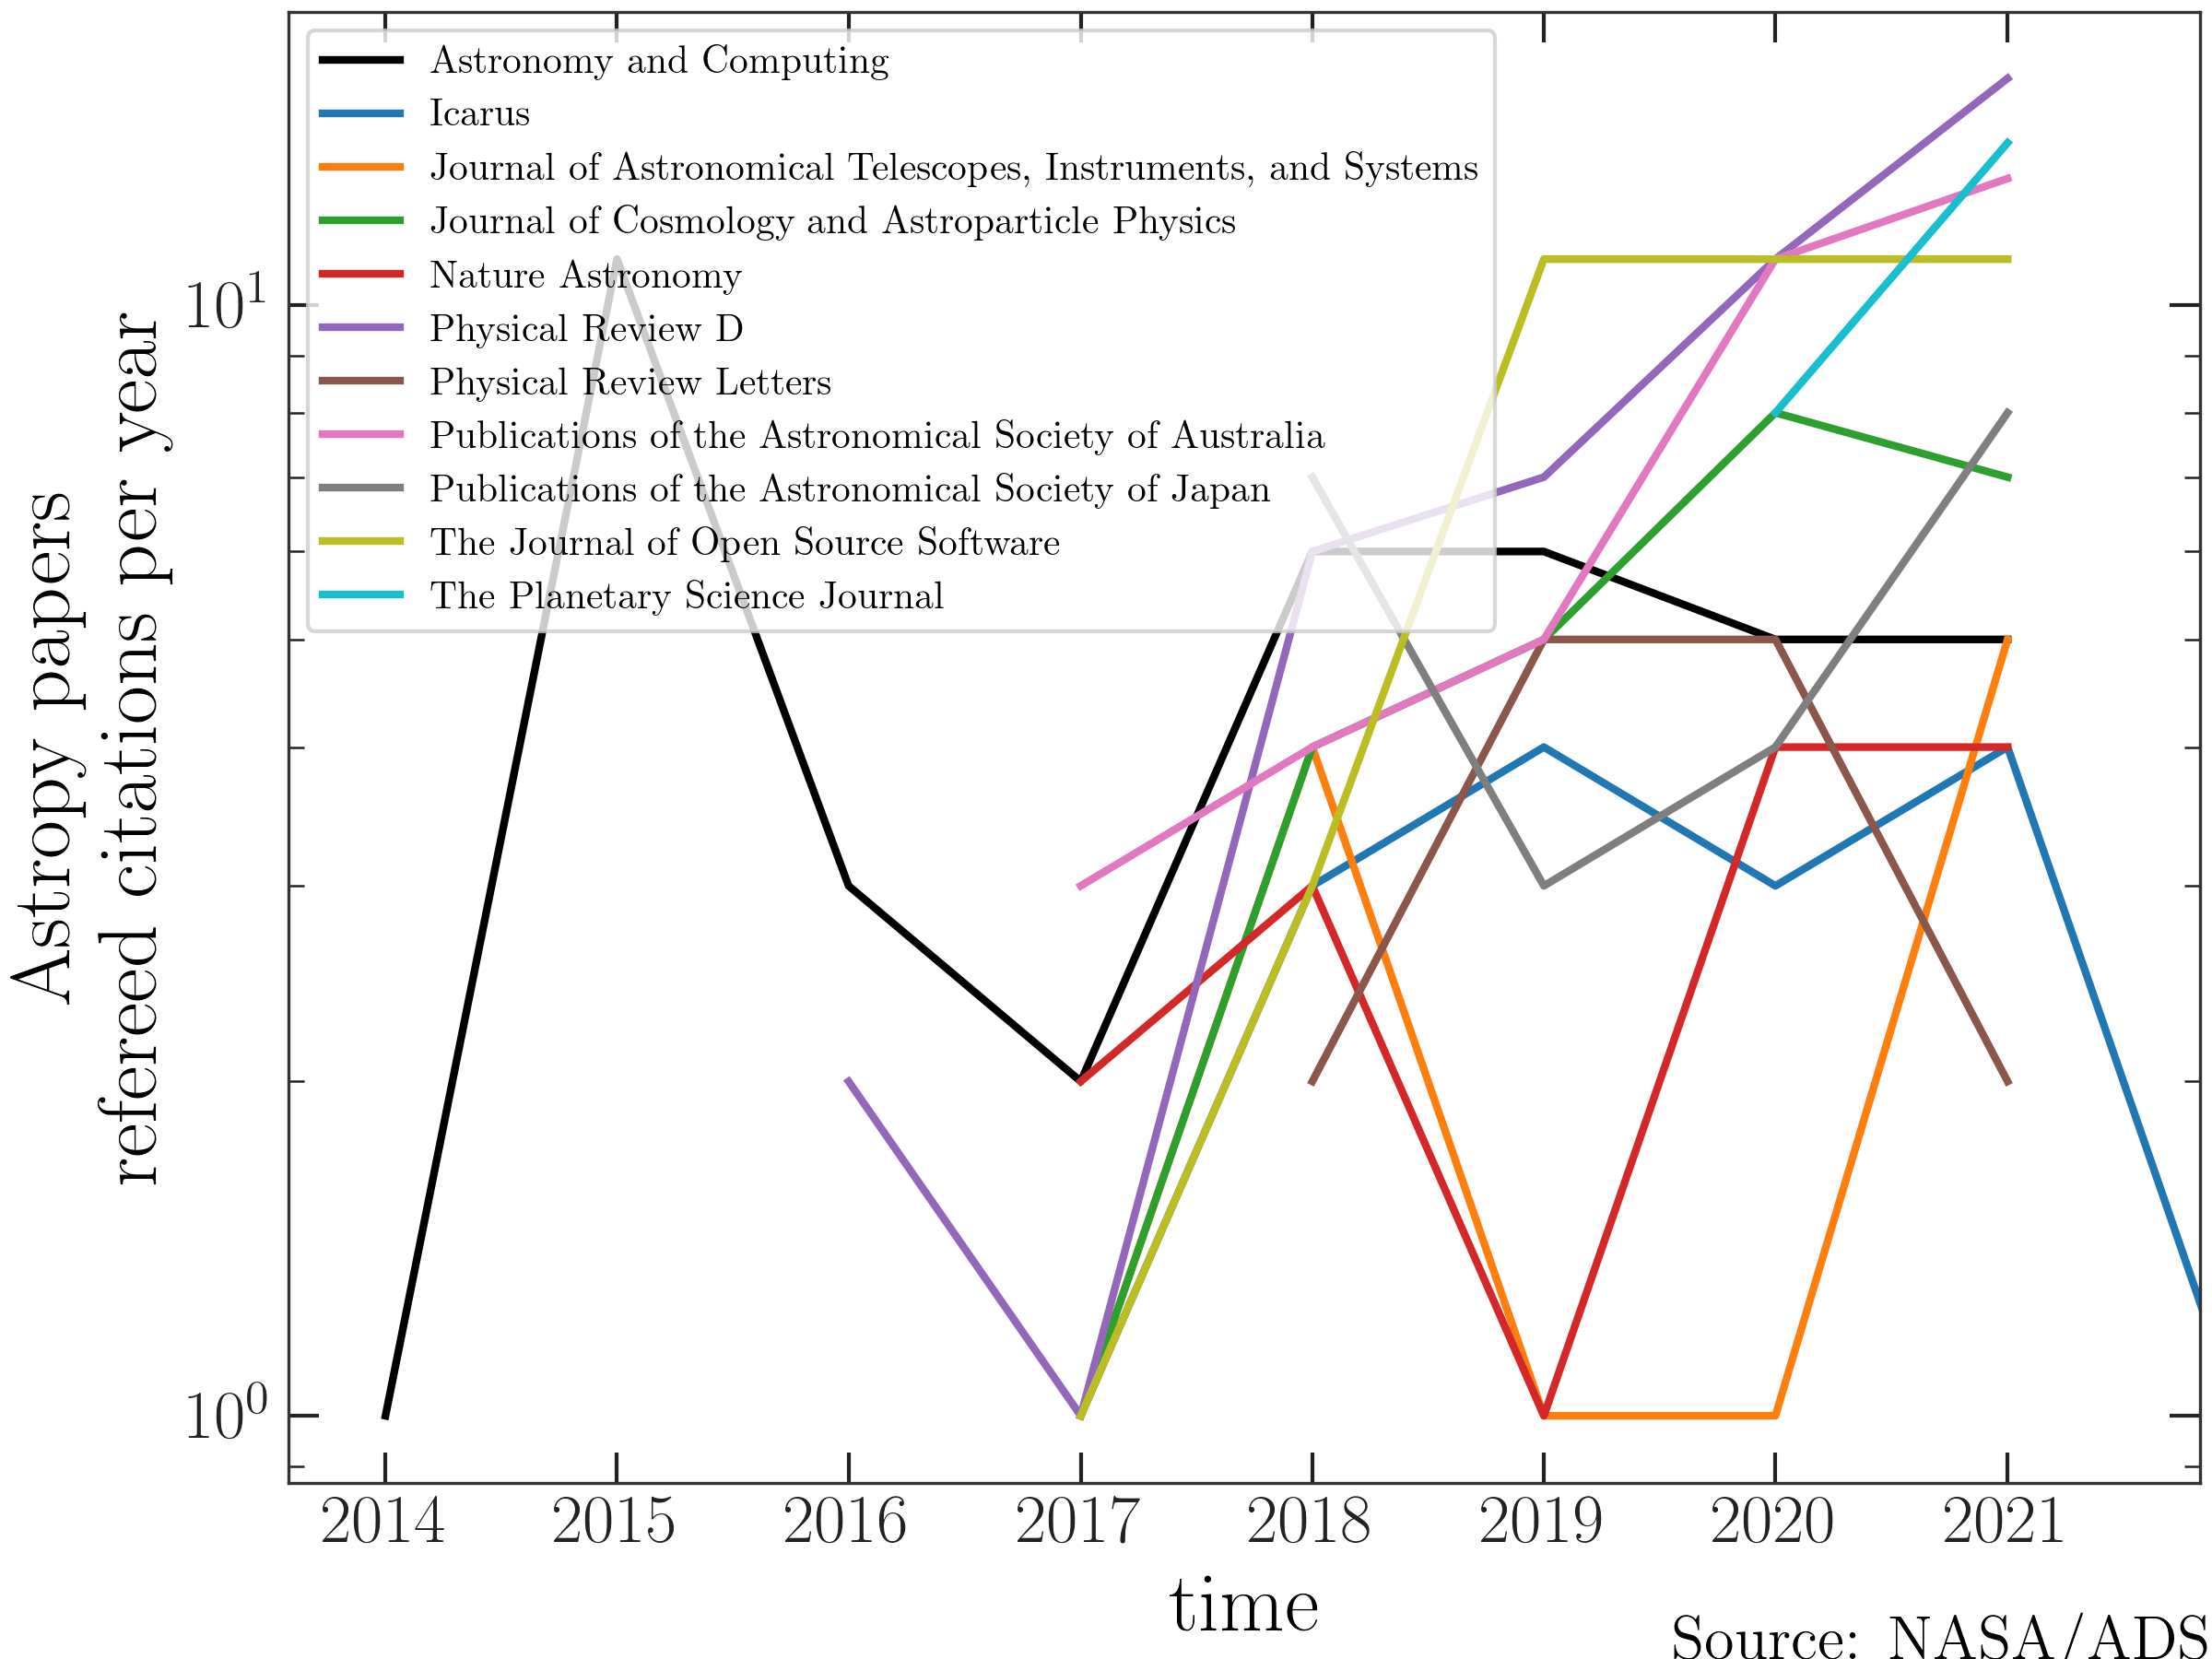 Astronomy and Computing
Icarus
Journal of Astronomical Telescopes, Instruments, and Systems
Journal of Cosmology and Astroparticle Physics
Nature Astronomy
Physical Review D
Physical Review Letters
Publications of the Astronomical Society of Australia
Publications of the Astronomical Society of Japan
The Journal of Open Source Software
The Planetary Science Journal
Astropy papers
refereed citations per year
10¹
10⁰
2014 2015 2016 2017 2018 2019 2020 2021
time
Source: NASA/ADS